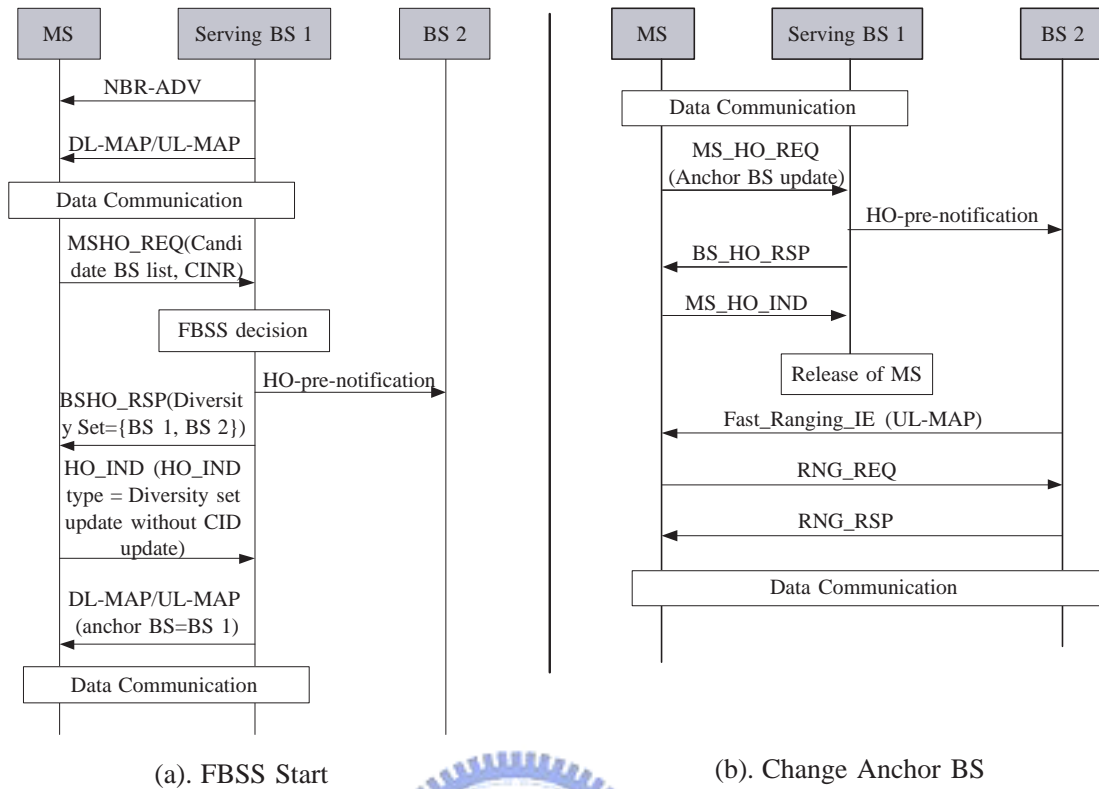 MS
Serving BS 1
BS 2
NBR-ADV
DL-MAP/UL-MAP
Data Communication
MSHO_REQ(Candi
date BS list, CINR)
FBSS decision
HO-pre-notification
BSHO_RSP(Diversit
y Set={BS 1, BS 2})
HO_IND (HO_IND
type = Diversity set
update without CID
update)
DL-MAP/UL-MAP
(anchor BS=BS 1)
Data Communication
(a). FBSS Start
MS
Serving BS 1
BS 2
Data Communication
MS_HO_REQ
(Anchor BS update)
HO-pre-notification
BS_HO_RSP
MS_HO_IND
Release of MS
Fast_Ranging_IE (UL-MAP)
RNG_REQ
RNG_RSP
Data Communication
(b). Change Anchor BS